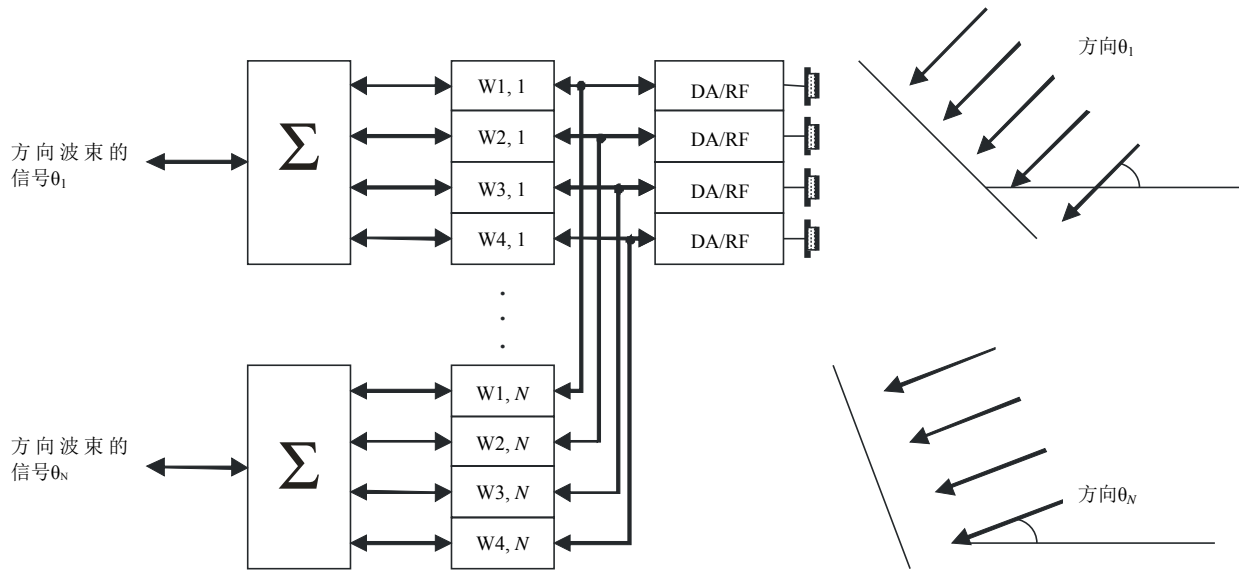 方向θ1
Σ
W1, 1
DA/RF
W2, 1
DA/RF
方向波束的
信号θ1
W3, 1
DA/RF
W4, 1
DA/RF
Σ
W1, N
W2, N
方向波束的
信号θN
W3, N
方向θN
W4, N